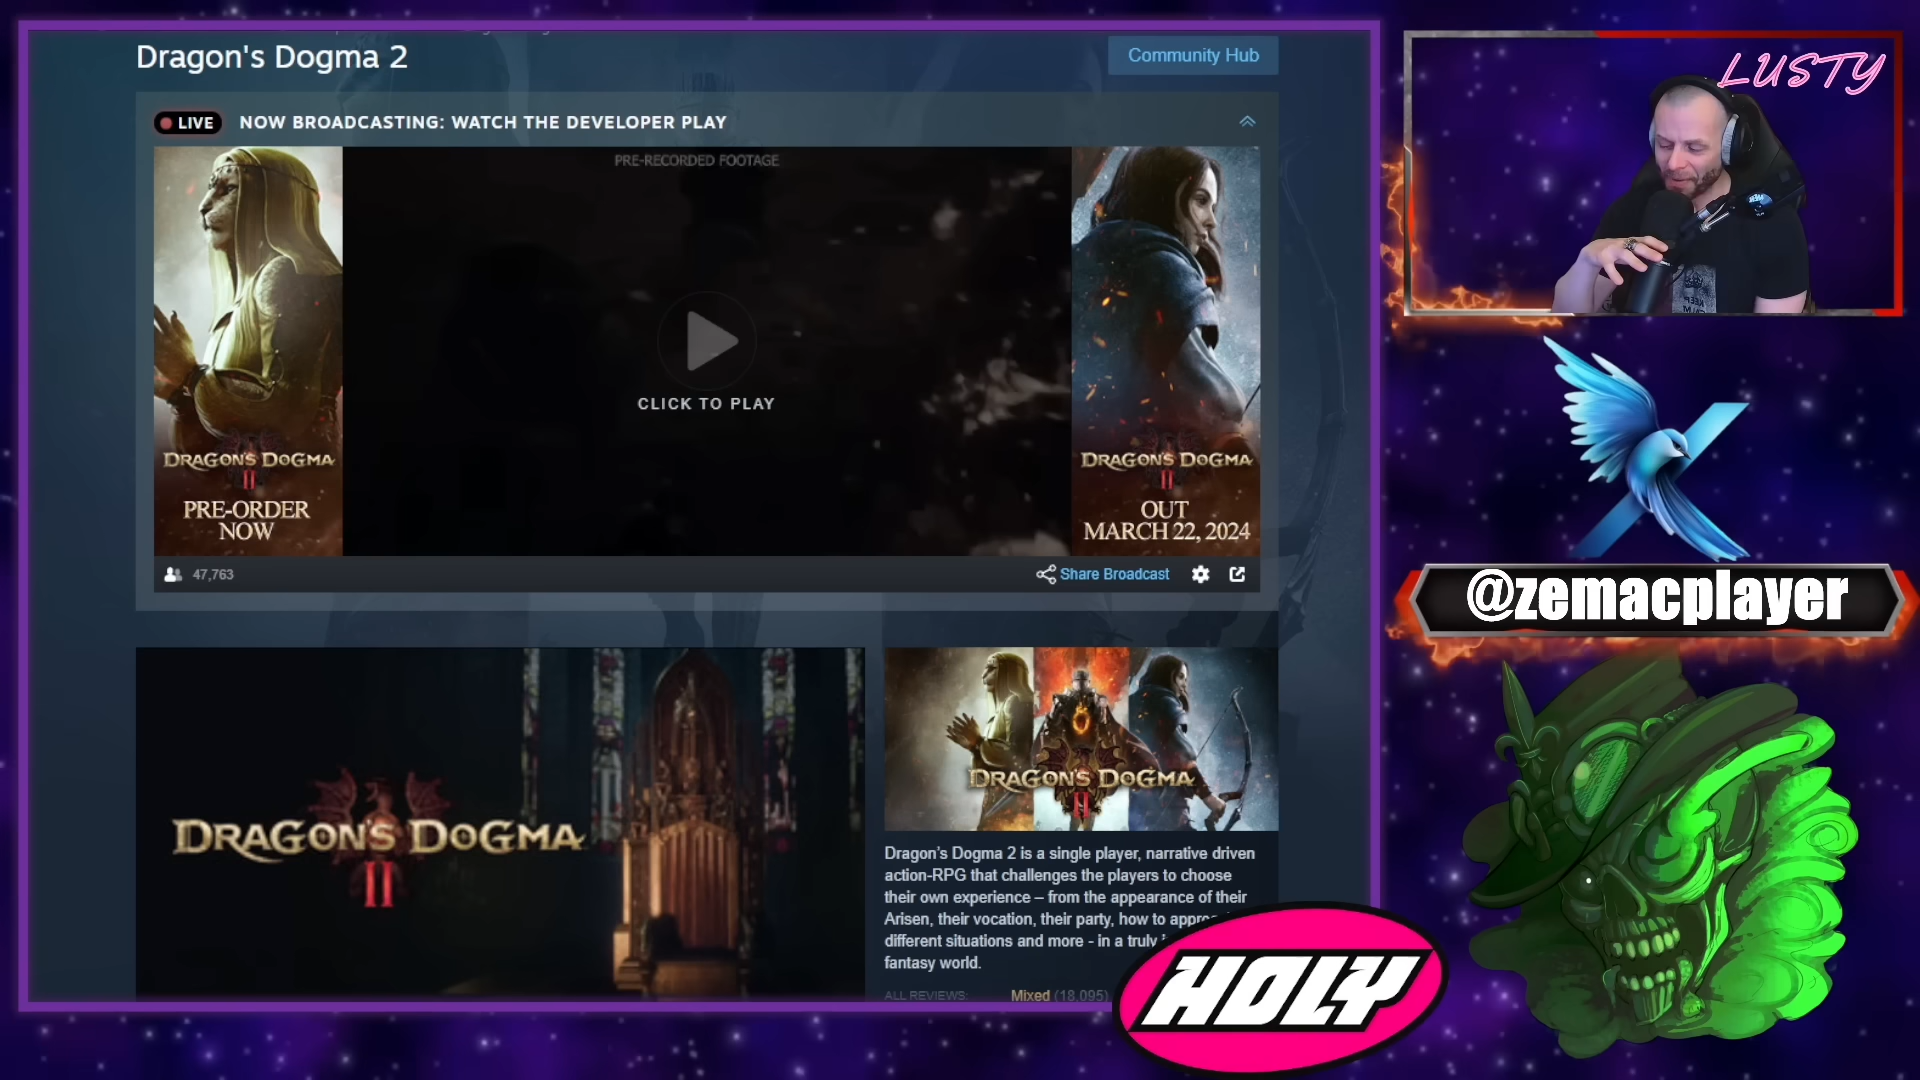 Dragon's Dogma 2
Community Hub
LIVE
NOW BROADCASTING: WATCH THE DEVELOPER PLAY
PRE-RECORDED FOOTAGE
CLICK TO PLAY
DRAGON'S DOGMA
II
PRE-ORDER
NOW
DRAGON'S DOGMA
II
OUT
MARCH 22, 2024
47,763
Share Broadcast
DRAGON'S DOGMA
II
DRAGON'S DOGMA
II
Dragon's Dogma 2 is a single player, narrative driven
action-RPG that challenges the players to choose
their own experience – from the appearance of their
Arisen, their vocation, their party, how to
different situations and more - in a truly
fantasy world.
ALL REVIEWS:
Mixed (18,095)
LUSTY
KEEP
@zemacplayer
HOLY